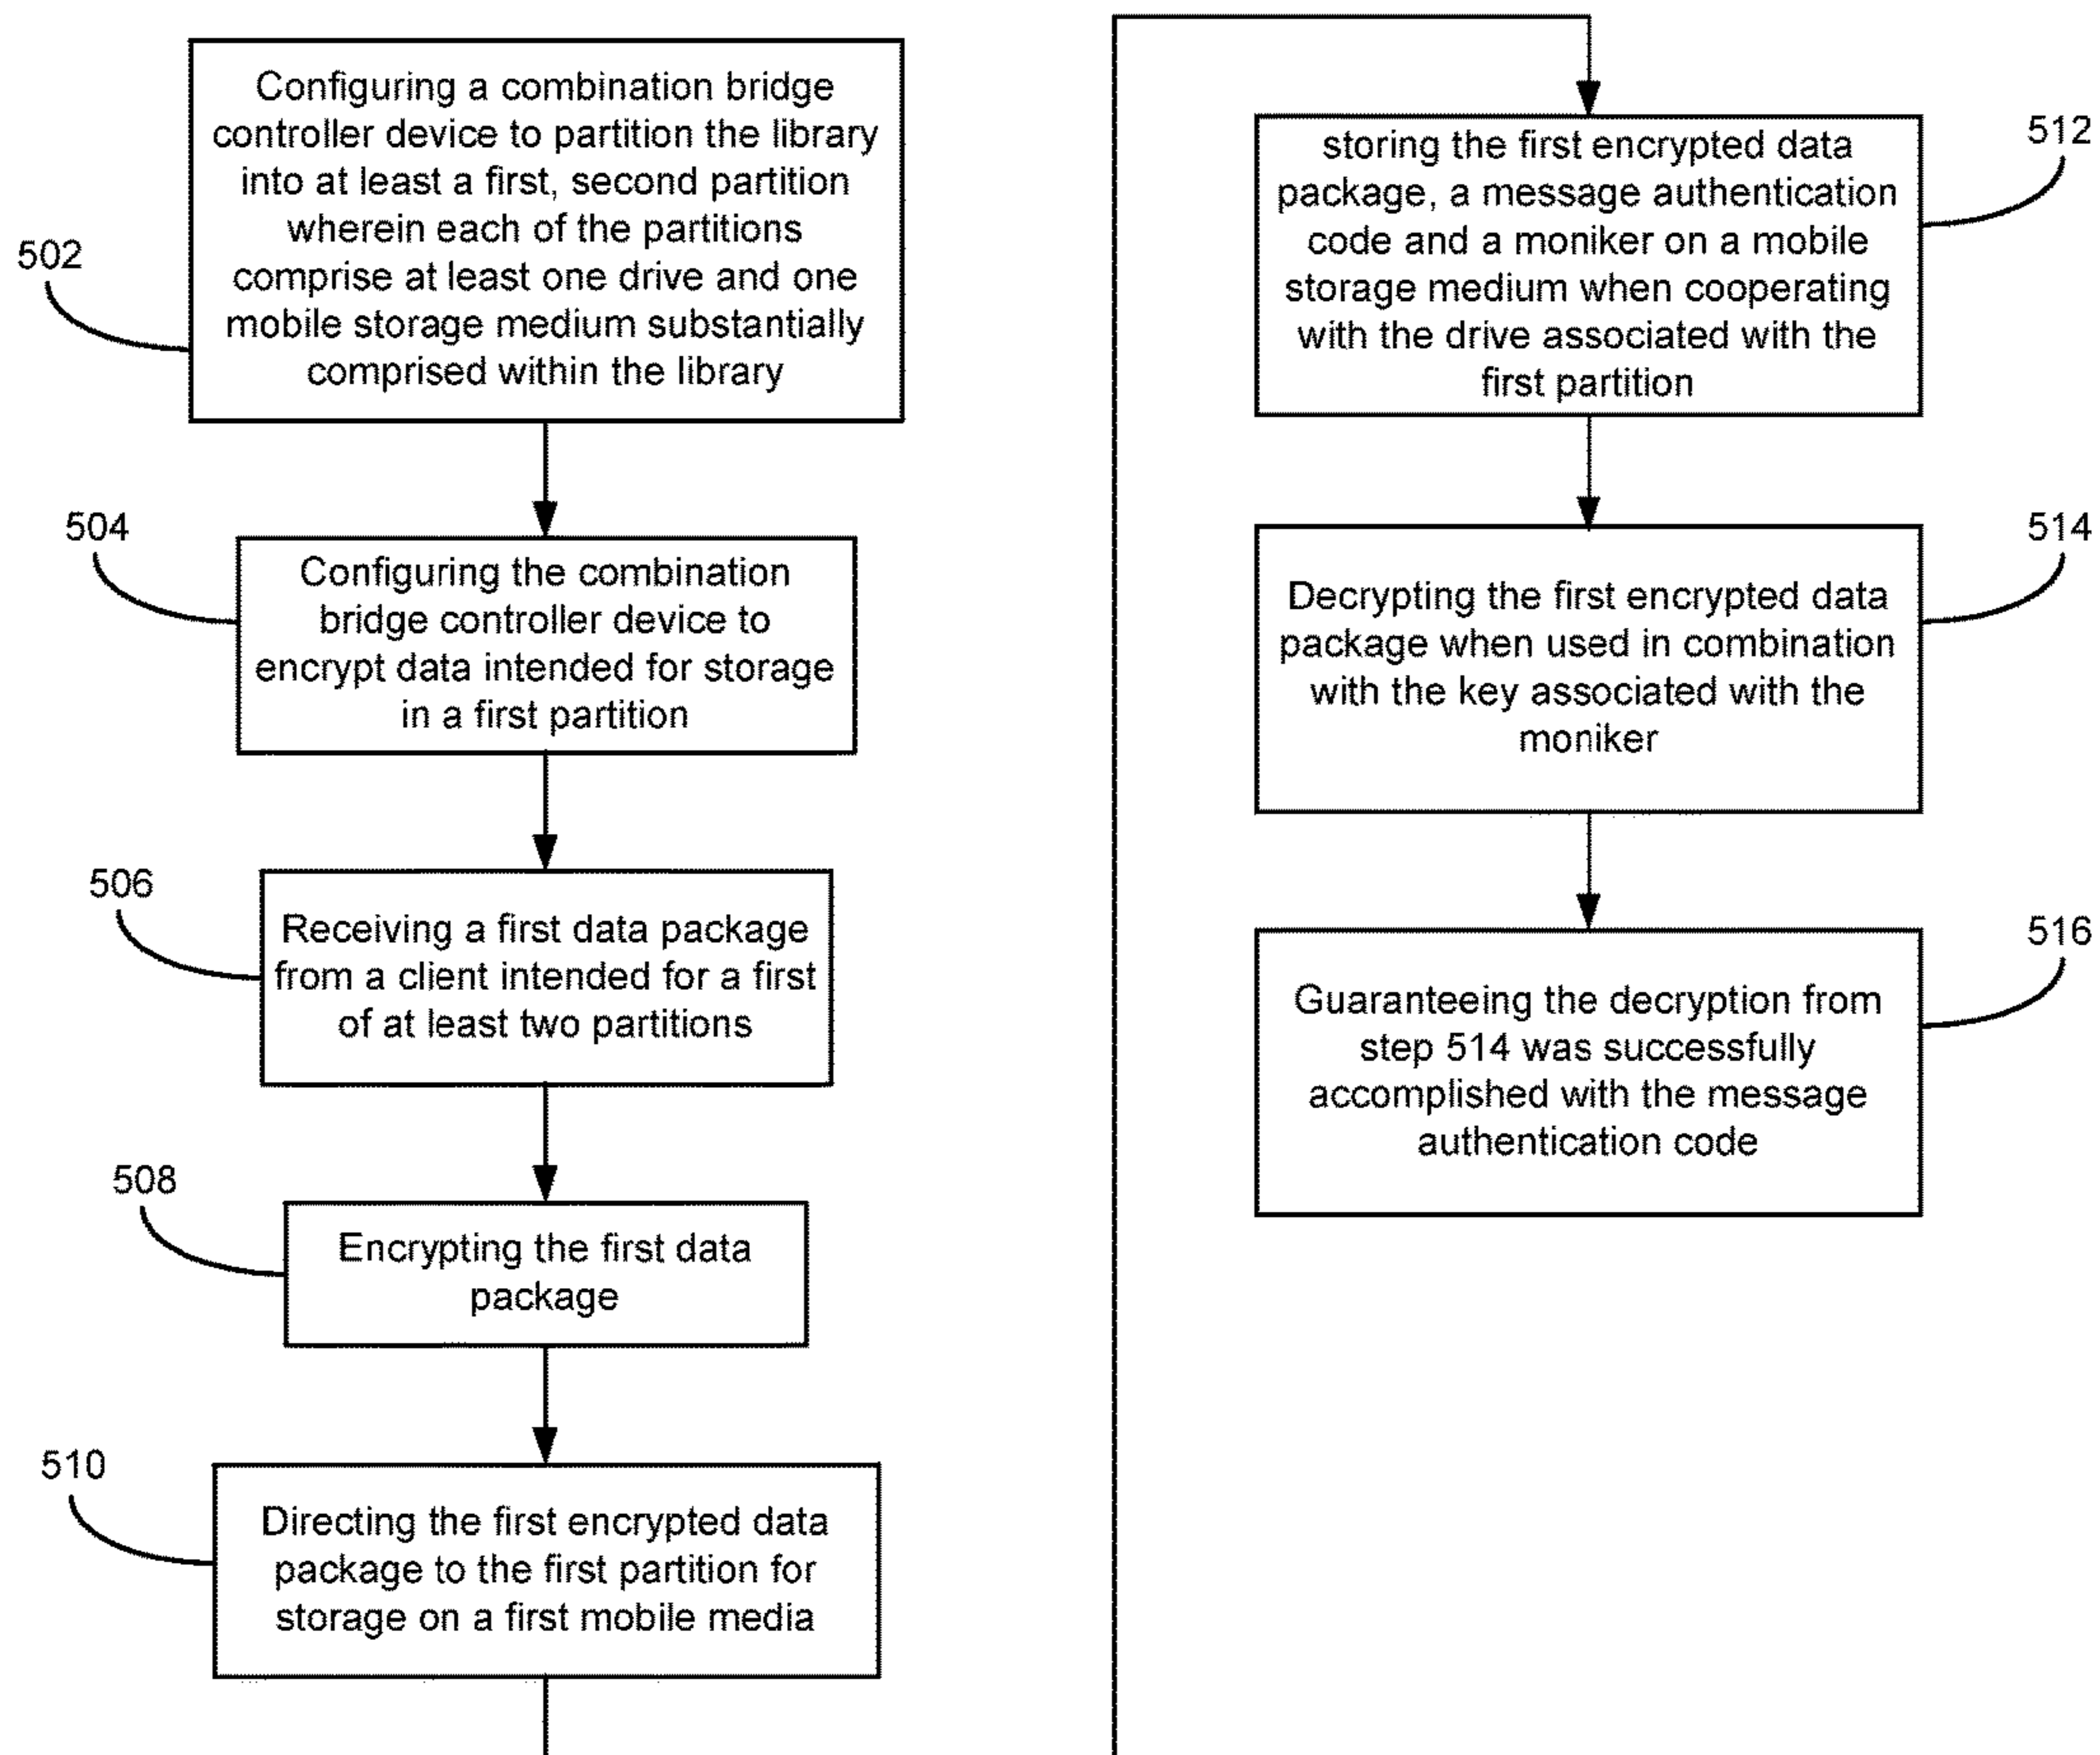 502
Configuring a combination bridge
controller device to partition the library
into at least a first, second partition
wherein each of the partitions
comprise at least one drive and one
mobile storage medium substantially
comprised within the library
504
Configuring the combination
bridge controller device to
encrypt data intended for storage
in a first partition
506
Receiving a first data package
from a client intended for a first
of at least two partitions
508
Encrypting the first data
package
510
Directing the first encrypted data
package to the first partition for
storage on a first mobile media
512
storing the first encrypted data
package, a message authentication
code and a moniker on a mobile
storage medium when cooperating
with the drive associated with the
first partition
514
Decrypting the first encrypted data
package when used in combination
with the key associated with the
moniker
516
Guaranteeing the decryption from
step 514 was successfully
accomplished with the message
authentication code